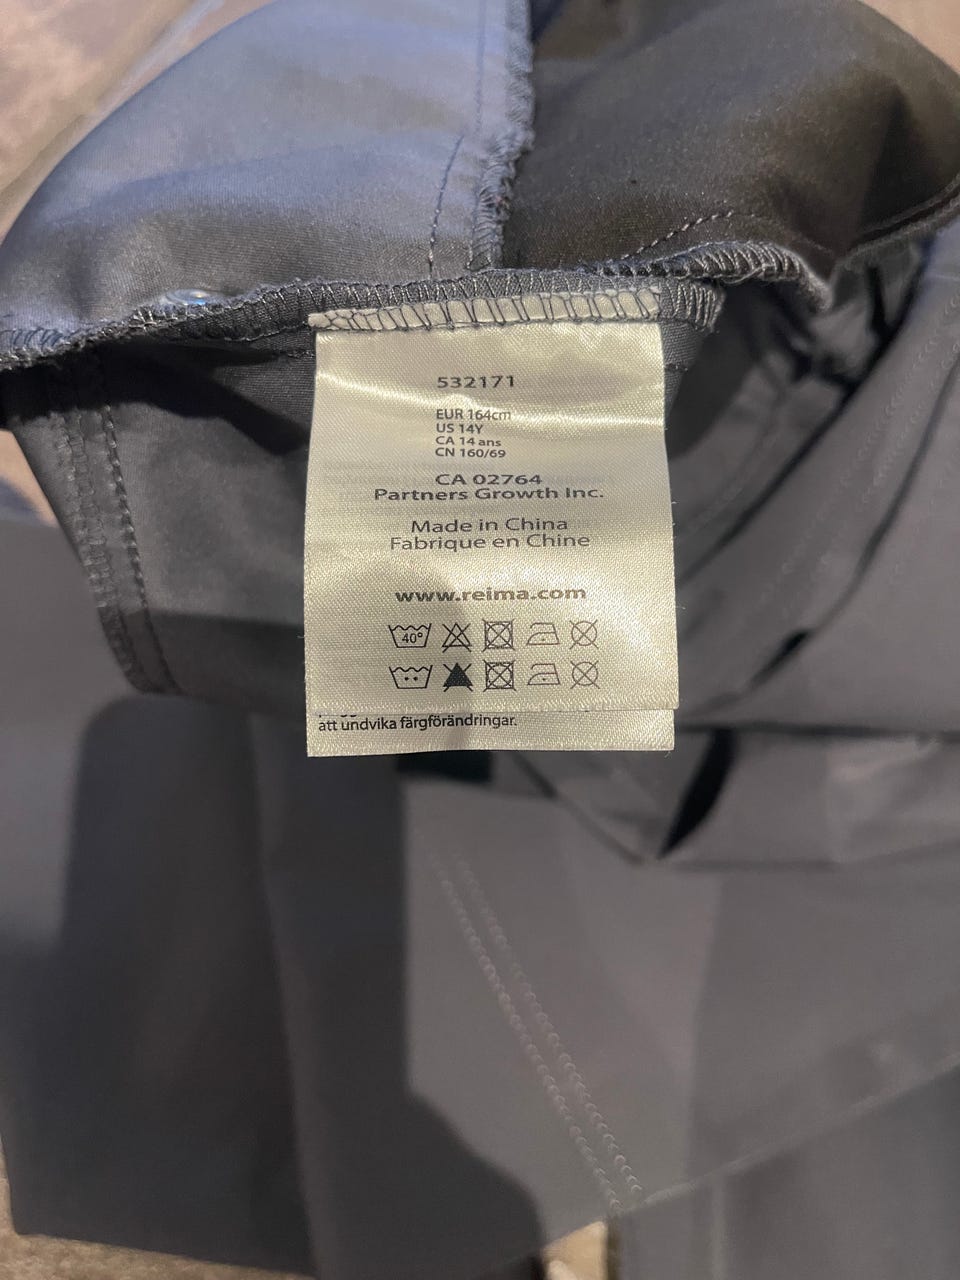 532171
EUR 164cm
US 14Y
CA 14 ans
CN 160/69
CA 02764
Partners Growth Inc.
Made in China
Fabrique en Chine
www.reima.com
40°
att undvika färgförändringar.